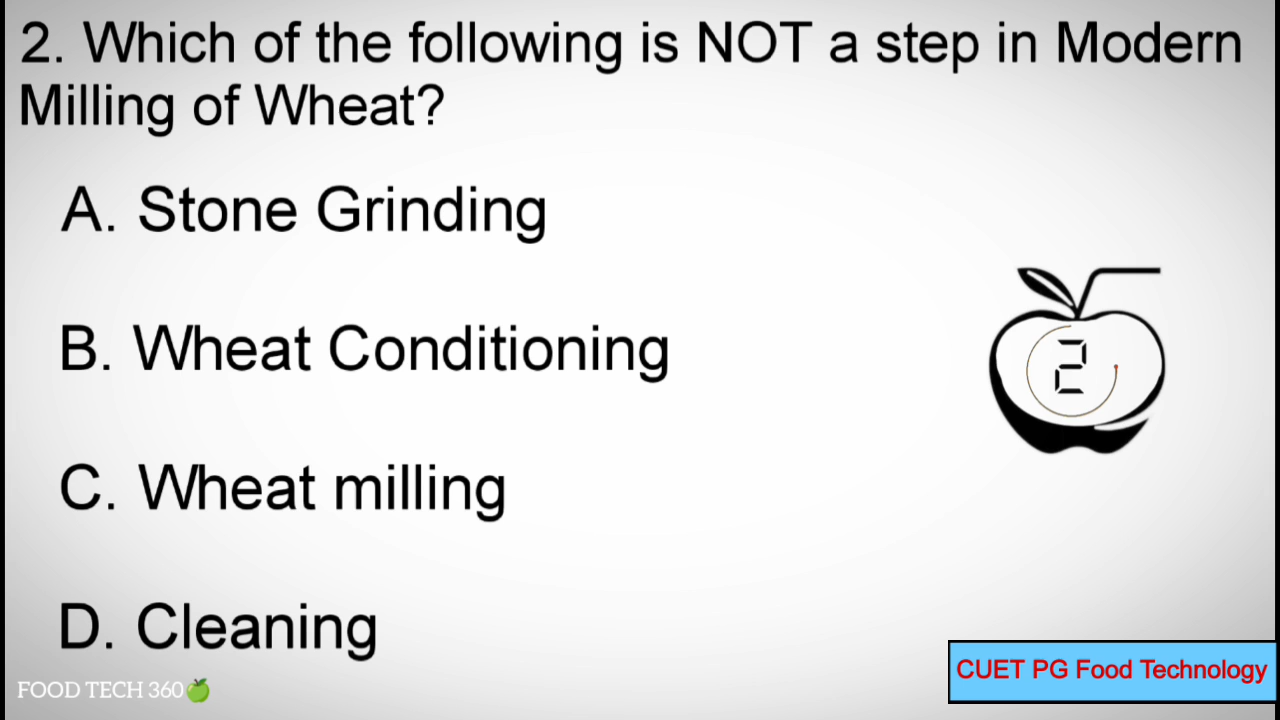 2. Which of the following is NOT a step in Modern
Milling of Wheat?
A. Stone Grinding
B. Wheat Conditioning
2
C. Wheat milling
D. Cleaning
CUET PG Food Technology
FOOD TECH 360